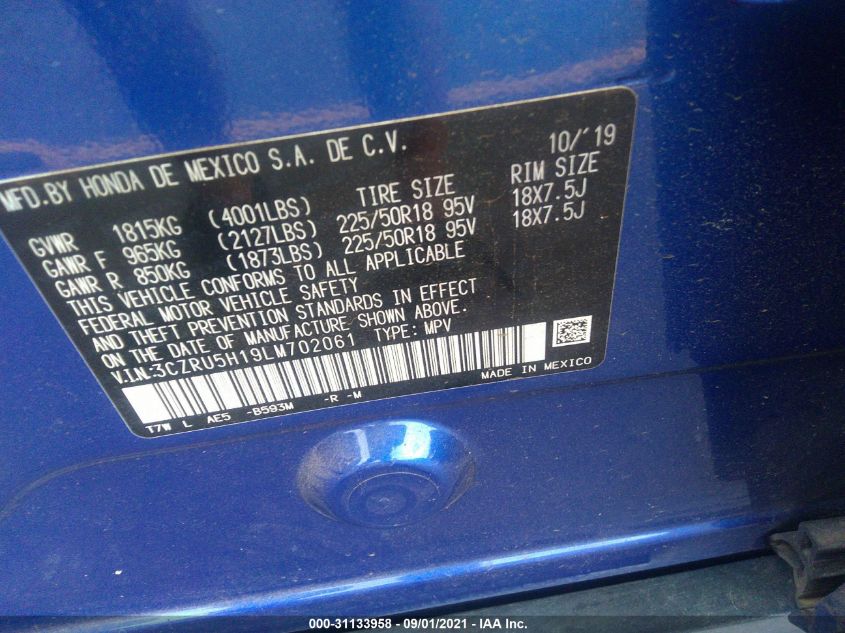 MFD.BY HONDA DE MEXICO S.A. DE C.V. 10/'19
GVWR 1815KG (4001LBS) TIRE SIZE RIM SIZE
GAWR F 965KG (2127LBS) 225/50R18 95V 18X7.5J
GAWR R 850KG (1873LBS) 225/50R18 95V 18X7.5J
THIS VEHICLE CONFORMS TO ALL APPLICABLE
FEDERAL MOTOR VEHICLE SAFETY
AND THEFT PREVENTION STANDARDS IN EFFECT
ON THE DATE OF MANUFACTURE SHOWN ABOVE.
V.I.N:3CZRU5H19LM702061 TYPE: MPV
MADE IN MEXICO
T7W L AE5 -B593M -R -M
000-31133958 - 09/01/2021 - IAA Inc.